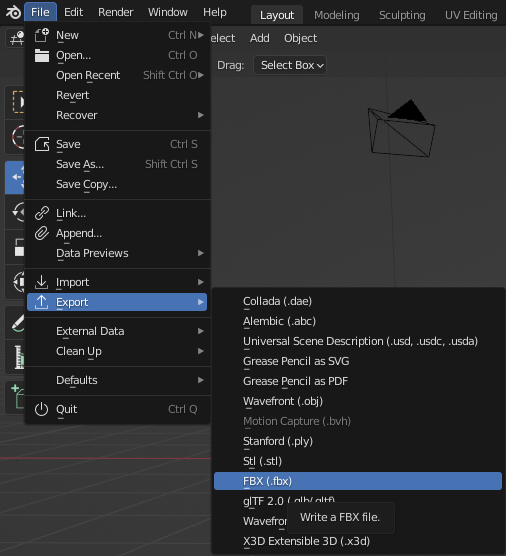 File Edit Render Window Help Layout Modeling Sculpting UV Editing
New Ctrl N
elect Add Object
Open... Ctrl O
Drag: Select Box
Open Recent Shift Ctrl O
Revert
Recover
Save Ctrl S
Save As... Shift Ctrl S
Save Copy...
Link...
Append...
Data Previews
Import
Export
External Data
Clean Up
Defaults
Quit Ctrl Q
Collada (.dae)
Alembic (.abc)
Universal Scene Description (.usd, .usdc, .usda)
Grease Pencil as SVG
Grease Pencil as PDF
Wavefront (.obj)
Motion Capture (.bvh)
Stanford (.ply)
Stl (.stl)
FBX (.fbx)
glTF 2.0 (.glb/.gltf)
Wavefron
Write a FBX file.
X3D Extensible 3D (.x3d)